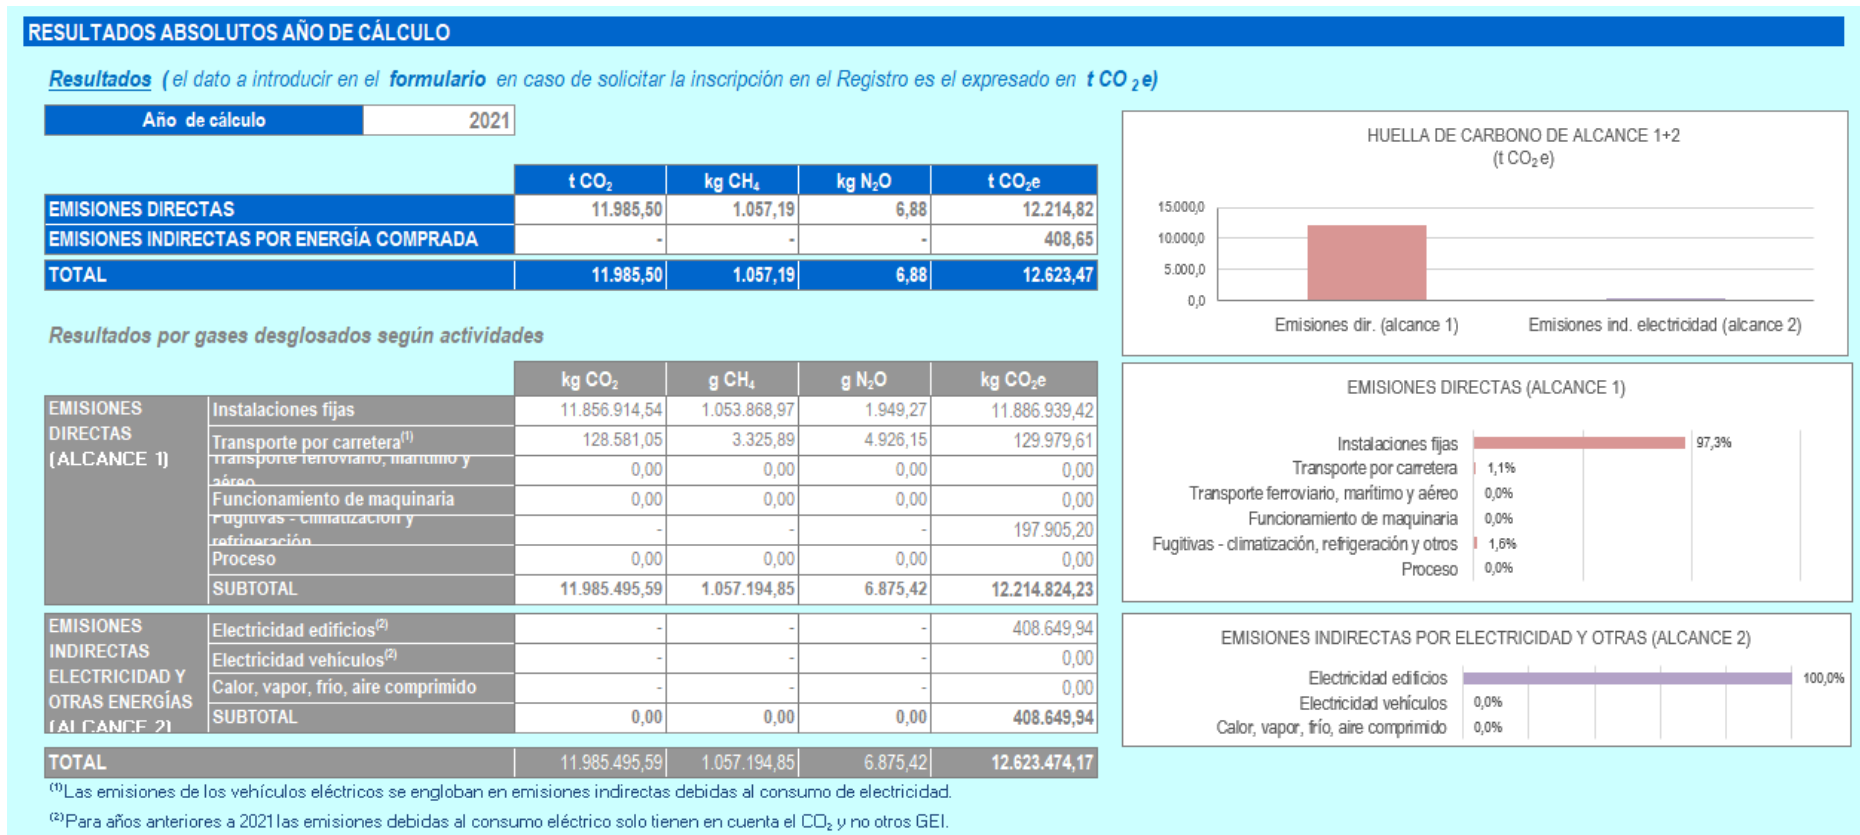 RESULTADOS ABSOLUTOS AÑO DE CÁLCULO
Resultados ( el dato a introducir en el formulario en caso de solicitar la inscripción en el Registro es el expresado en t CO₂e)
Año de cálculo 2021
t CO₂ kg CH₄ kg N₂O t CO₂e
EMISIONES DIRECTAS 11.985,50 1.057,19 6,88 12.214,82
EMISIONES INDIRECTAS POR ENERGÍA COMPRADA - - - 408,65
TOTAL 11.985,50 1.057,19 6,88 12.623,47
Resultados por gases desglosados según actividades
kg CO₂ g CH₄ g N₂O kg CO₂e
EMISIONES DIRECTAS (ALCANCE 1)
Instalaciones fijas 11.856.914,54 1.053.868,97 1.949,27 11.886.939,42
Transporte por carretera⁽¹⁾ 128.581,05 3.325,89 4.926,15 129.979,61
Transporte ferroviario, marítimo y aéreo 0,00 0,00 0,00 0,00
Funcionamiento de maquinaria 0,00 0,00 0,00 0,00
Fugitivas - climatización y refrigeración - - - 197.905,20
Proceso 0,00 0,00 0,00 0,00
SUBTOTAL 11.985.495,59 1.057.194,85 6.875,42 12.214.824,23
EMISIONES INDIRECTAS ELECTRICIDAD Y OTRAS ENERGÍAS (ALCANCE 2)
Electricidad edificios⁽²⁾ - - - 408.649,94
Electricidad vehículos⁽²⁾ - - - 0,00
Calor, vapor, frío, aire comprimido - - - 0,00
SUBTOTAL 0,00 0,00 0,00 408.649,94
TOTAL 11.985.495,59 1.057.194,85 6.875,42 12.623.474,17
⁽¹⁾Las emisiones de los vehículos eléctricos se engloban en emisiones indirectas debidas al consumo de electricidad.
⁽²⁾Para años anteriores a 2021 las emisiones debidas al consumo eléctrico solo tienen en cuenta el CO₂ y no otros GEI.
HUELLA DE CARBONO DE ALCANCE 1+2
(t CO₂e)
15.000,0
10.000,0
5.000,0
0,0
Emisiones dir. (alcance 1) Emisiones ind. electricidad (alcance 2)
EMISIONES DIRECTAS (ALCANCE 1)
Instalaciones fijas 97,3%
Transporte por carretera 1,1%
Transporte ferroviario, marítimo y aéreo 0,0%
Funcionamiento de maquinaria 0,0%
Fugitivas - climatización, refrigeración y otros 1,6%
Proceso 0,0%
EMISIONES INDIRECTAS POR ELECTRICIDAD Y OTRAS (ALCANCE 2)
Electricidad edificios 100,0%
Electricidad vehículos 0,0%
Calor, vapor, frío, aire comprimido 0,0%